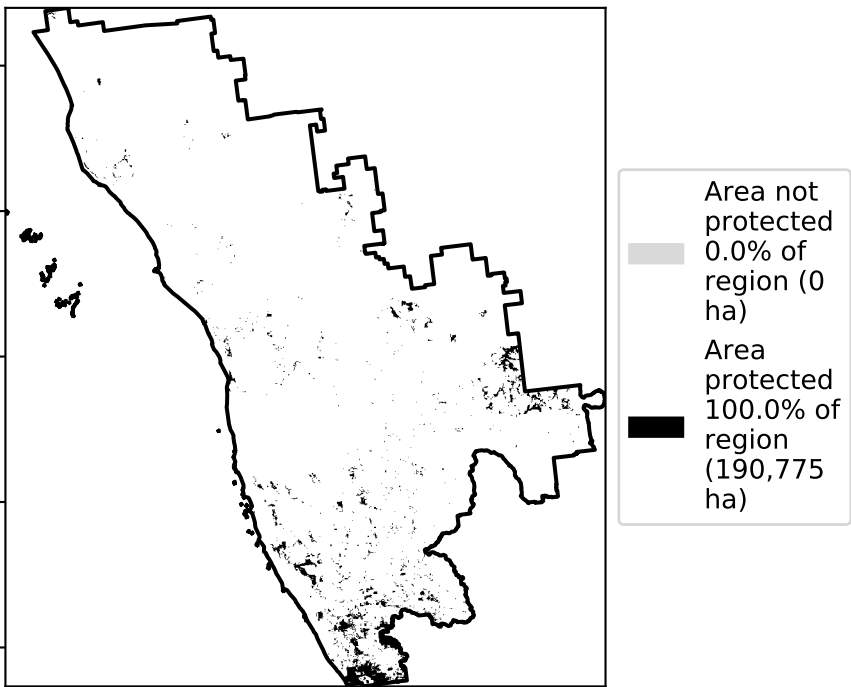 Area not
protected
0.0% of
region (0
ha)
Area
protected
100.0% of
region
(190,775
ha)